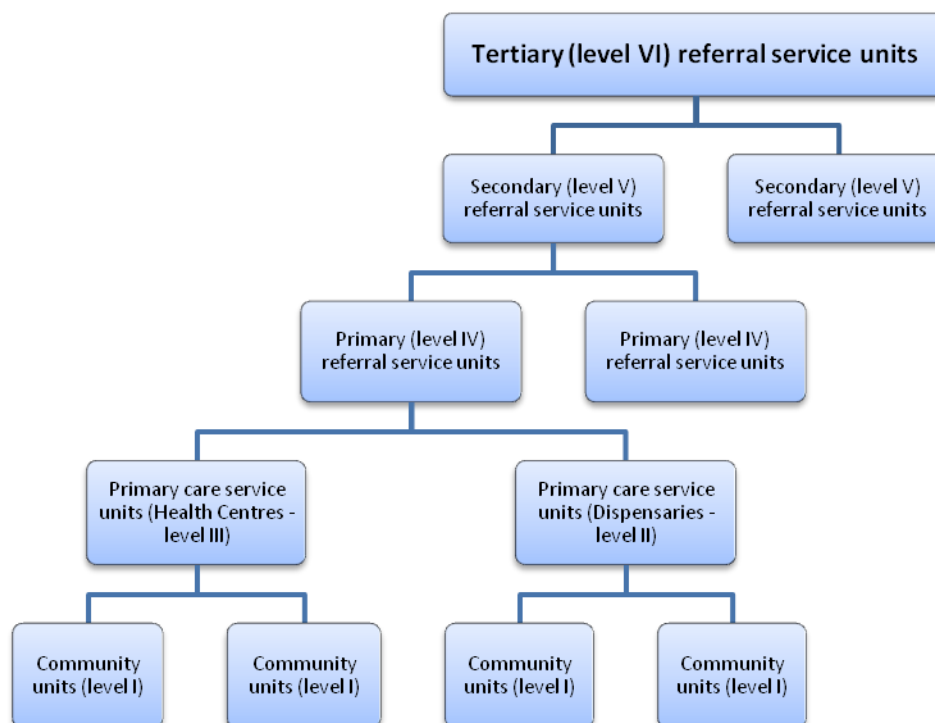 Tertiary (level VI) referral service units
Secondary (level V)
referral service units
Secondary (level V)
referral service units
Primary (level IV)
referral service units
Primary (level IV)
referral service units
Primary care service
units (Health Centres -
level III)
Primary care service
units (Dispensaries -
level II)
Community
units (level I)
Community
units (level I)
Community
units (level I)
Community
units (level I)